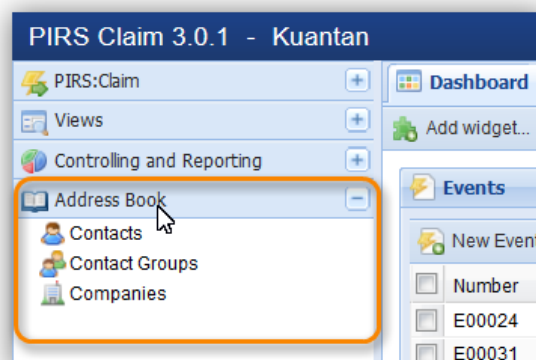 PIRS Claim 3.0.1 - Kuantan
PIRS:Claim
Views
Controlling and Reporting
Address Book
Contacts
Contact Groups
Companies
Dashboard
Add widget...
Events
New Event
Number
E00024
E00031